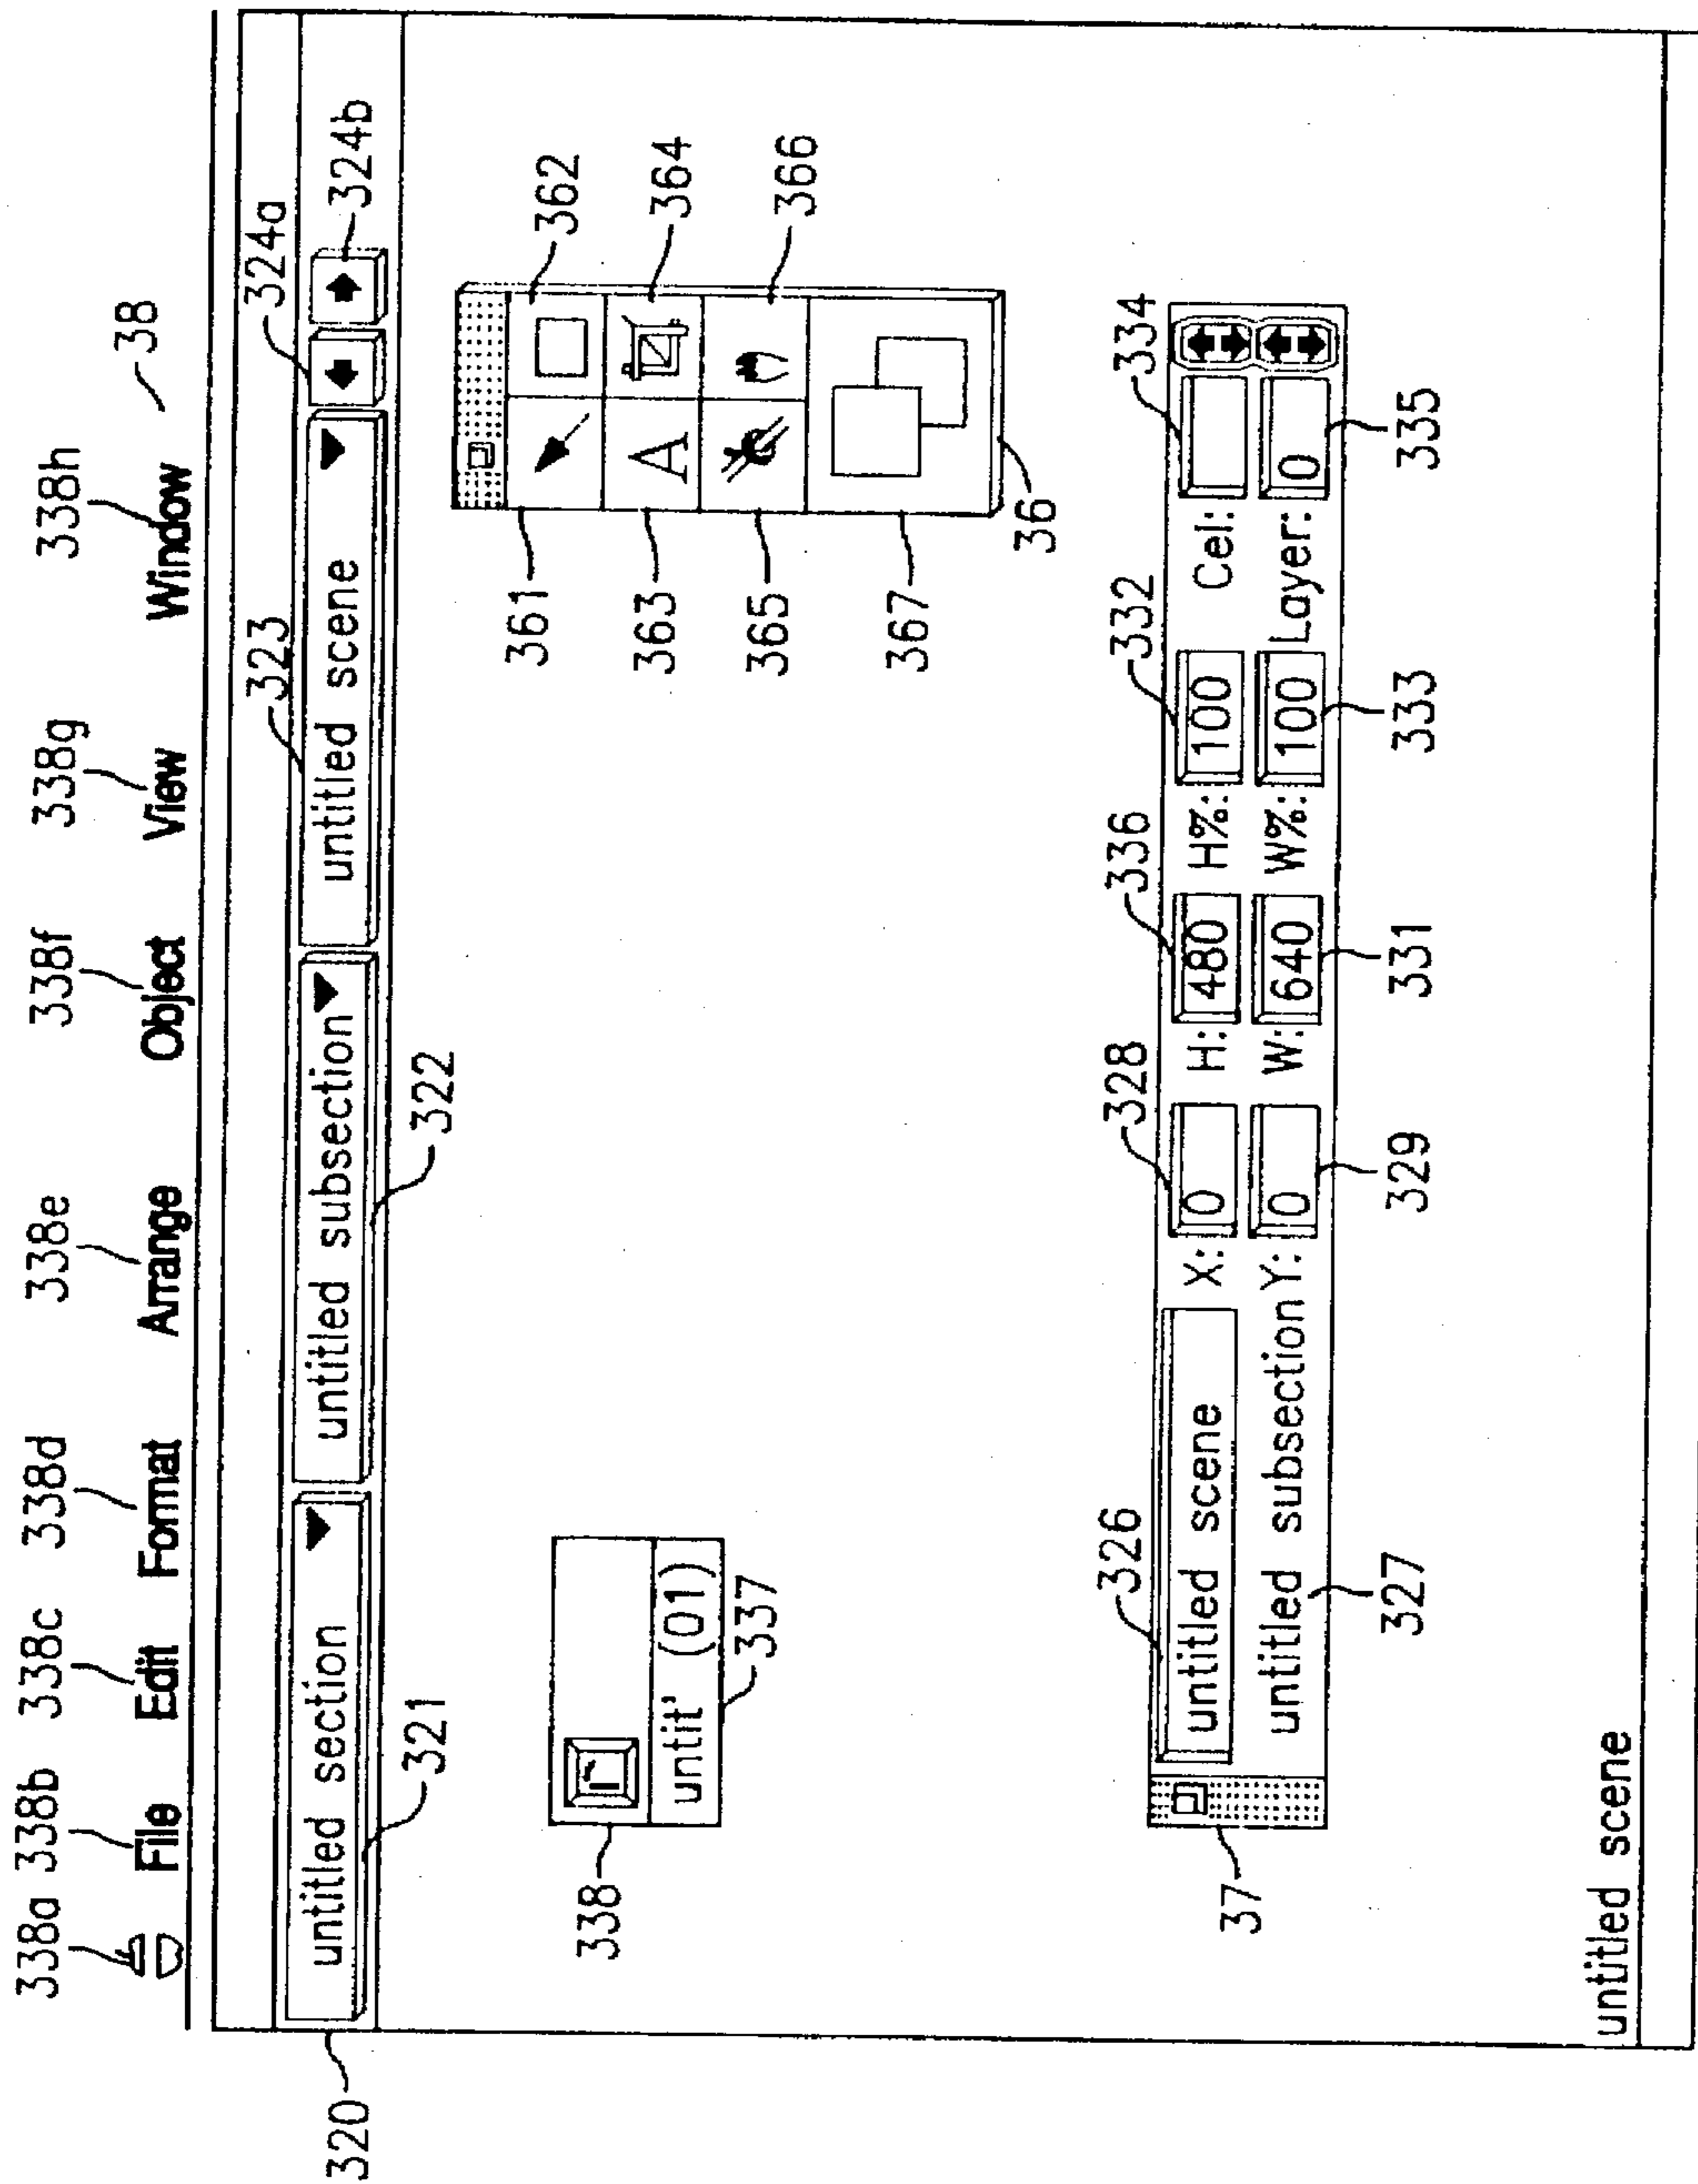 338a 338b 338c 338d 338e 338f 338g 338h 38
File Edit Format Arrange Object View Window
323 324a
320 untitled section untitled subsection untitled scene 324b
321 322
361 362
363 364
365 366
367
36
338
untit' (01)
337
326 328 336 332 334
untitled scene X: 0 H: 480 H%: 100 Cel:
untitled subsection Y: 0 W: 640 W%: 100 Layer: 0
37 327 329 331 333 335
A
untitled scene